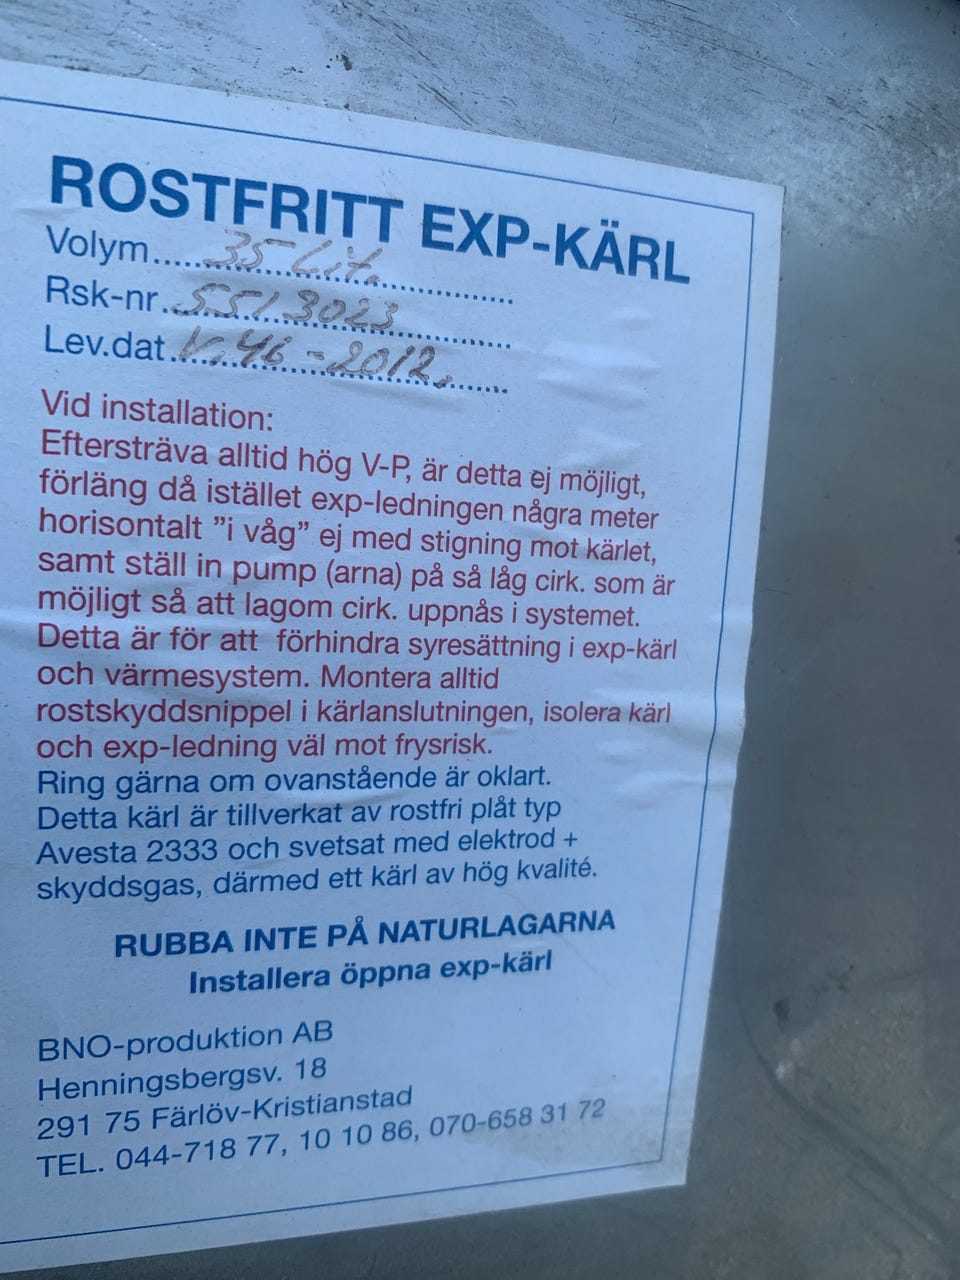 ROSTFRITT EXP-KÄRL
Volym 35 Lit.
Rsk-nr 551 3023
Lev.dat V. 46 - 2012.
Vid installation:
Eftersträva alltid hög V-P, är detta ej möjligt,
förläng då istället exp-ledningen några meter
horisontalt ”i våg” ej med stigning mot kärlet,
samt ställ in pump (arna) på så låg cirk. som är
möjligt så att lagom cirk. uppnås i systemet.
Detta är för att förhindra syresättning i exp-kärl
och värmesystem. Montera alltid
rostskyddsnippel i kärlanslutningen, isolera kärl
och exp-ledning väl mot frysrisk.
Ring gärna om ovanstående är oklart.
Detta kärl är tillverkat av rostfri plåt typ
Avesta 2333 och svetsat med elektrod +
skyddsgas, därmed ett kärl av hög kvalité.
RUBBA INTE PÅ NATURLAGARNA
Installera öppna exp-kärl
BNO-produktion AB
Henningsbergsv. 18
291 75 Färlöv-Kristianstad
TEL. 044-718 77, 10 10 86, 070-658 31 72